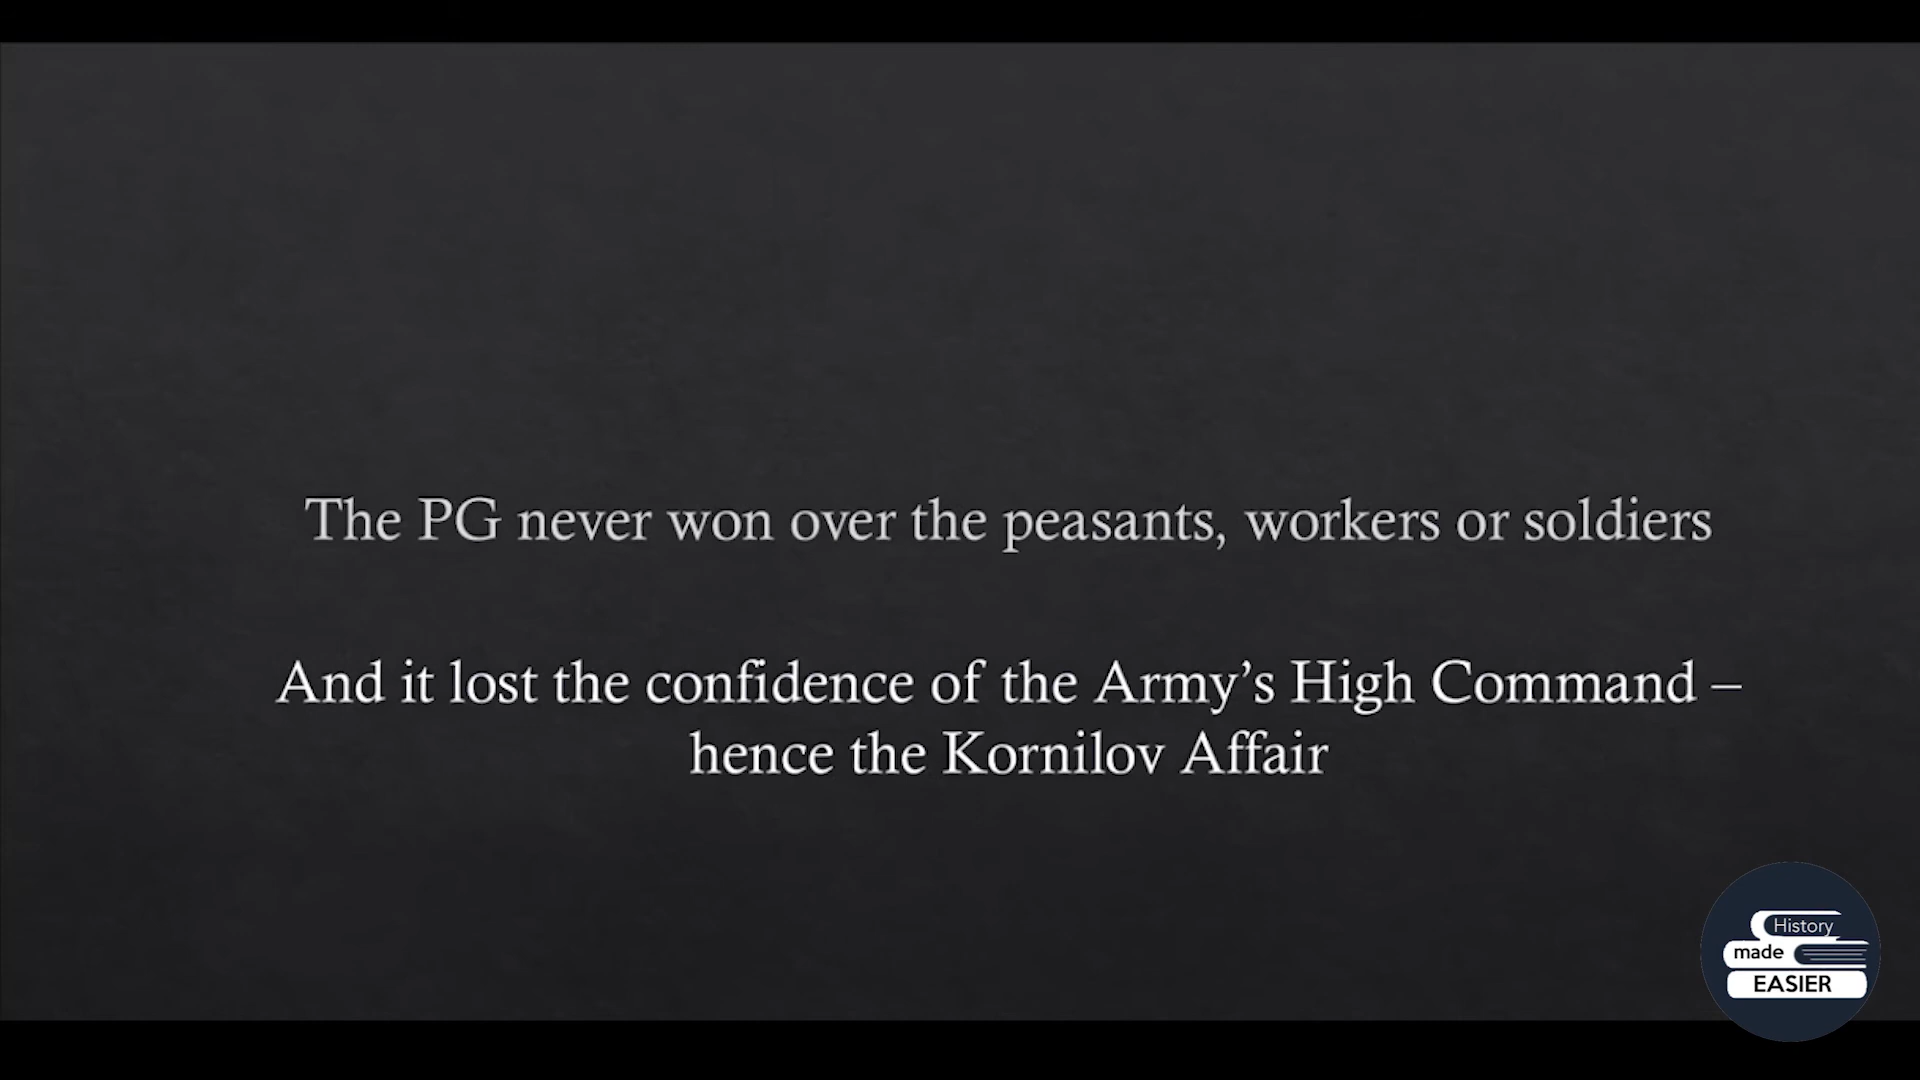 The PG never won over the peasants, workers or soldiers
And it lost the confidence of the Army’s High Command –
hence the Kornilov Affair
History
made
EASIER